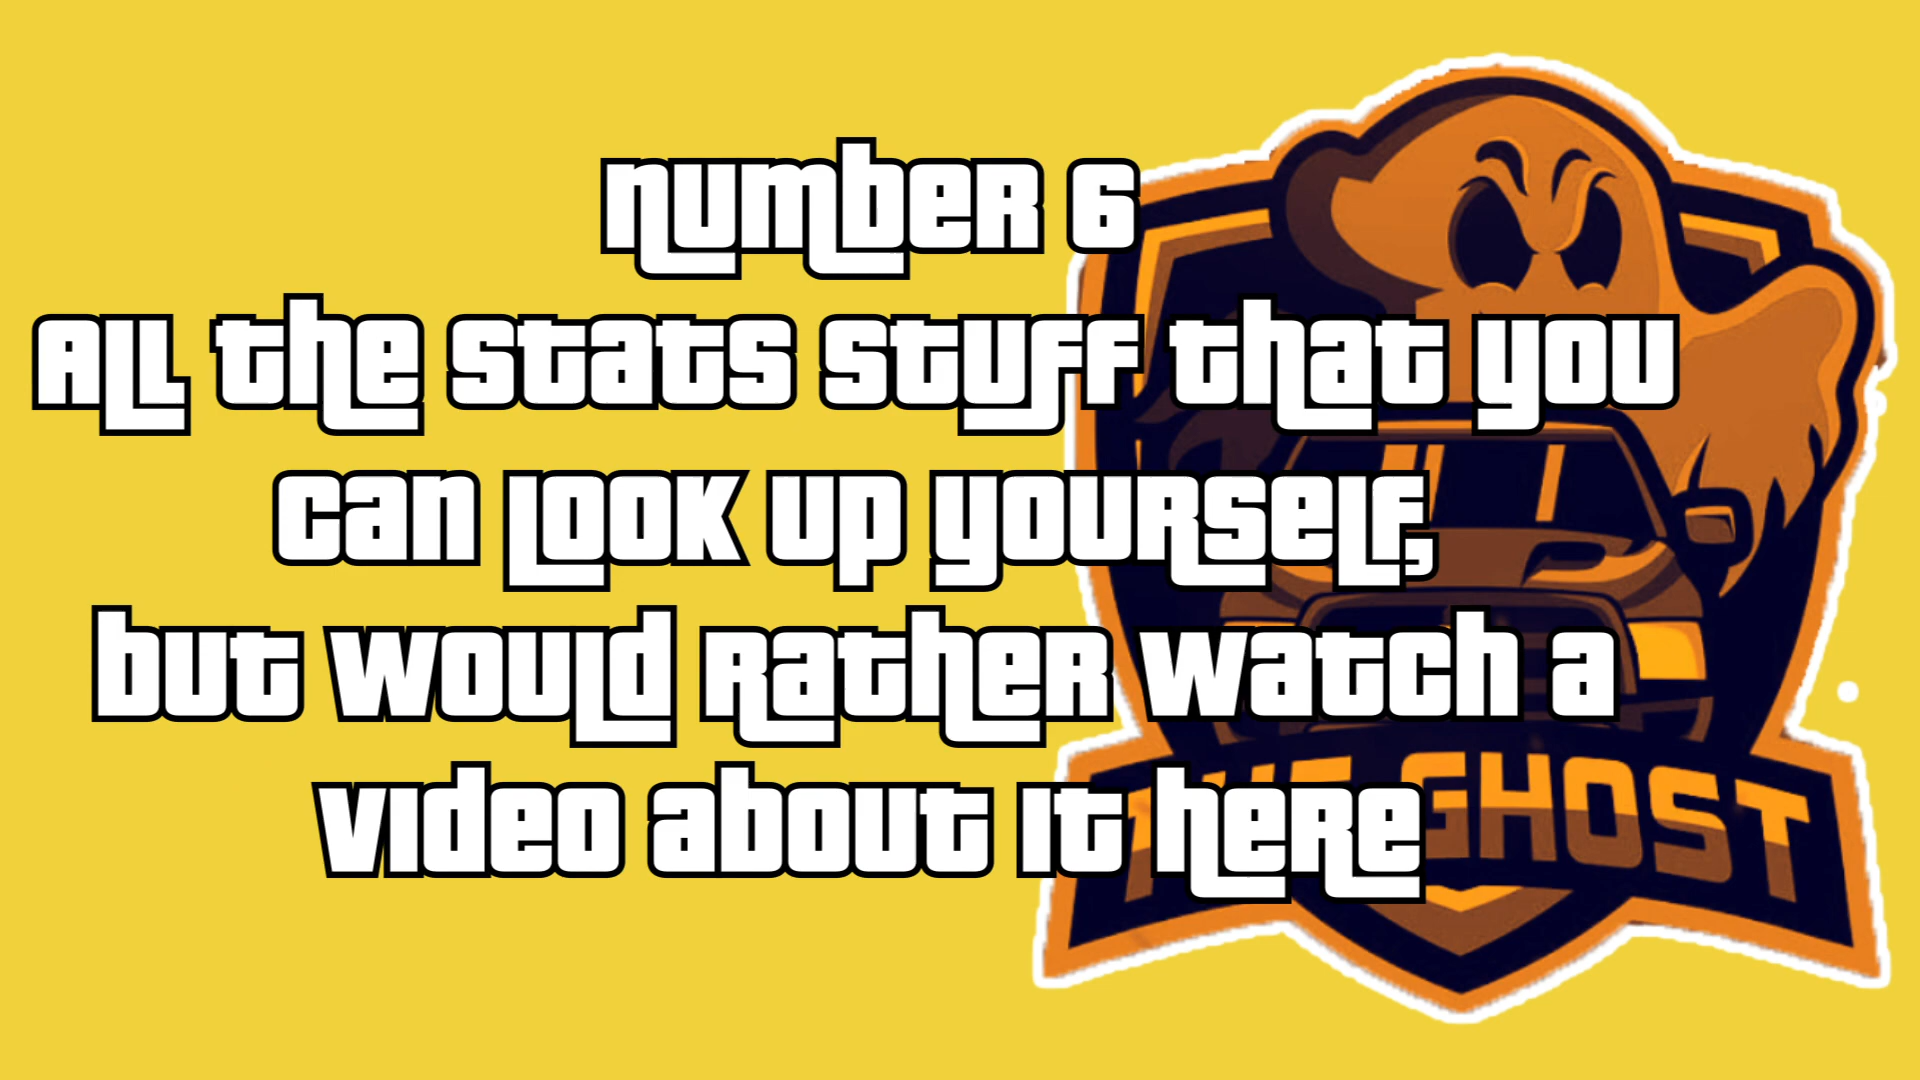 number 6
All the stats stuff that you
can look up yourself,
but would rather watch a
video about it here
GHOST